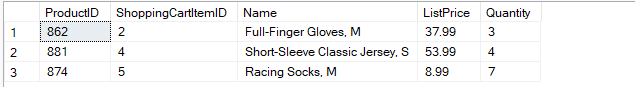 ProductID ShoppingCartItemID Name ListPrice Quantity
1 862 2 Full-Finger Gloves, M 37.99 3
2 881 4 Short-Sleeve Classic Jersey, S 53.99 4
3 874 5 Racing Socks, M 8.99 7